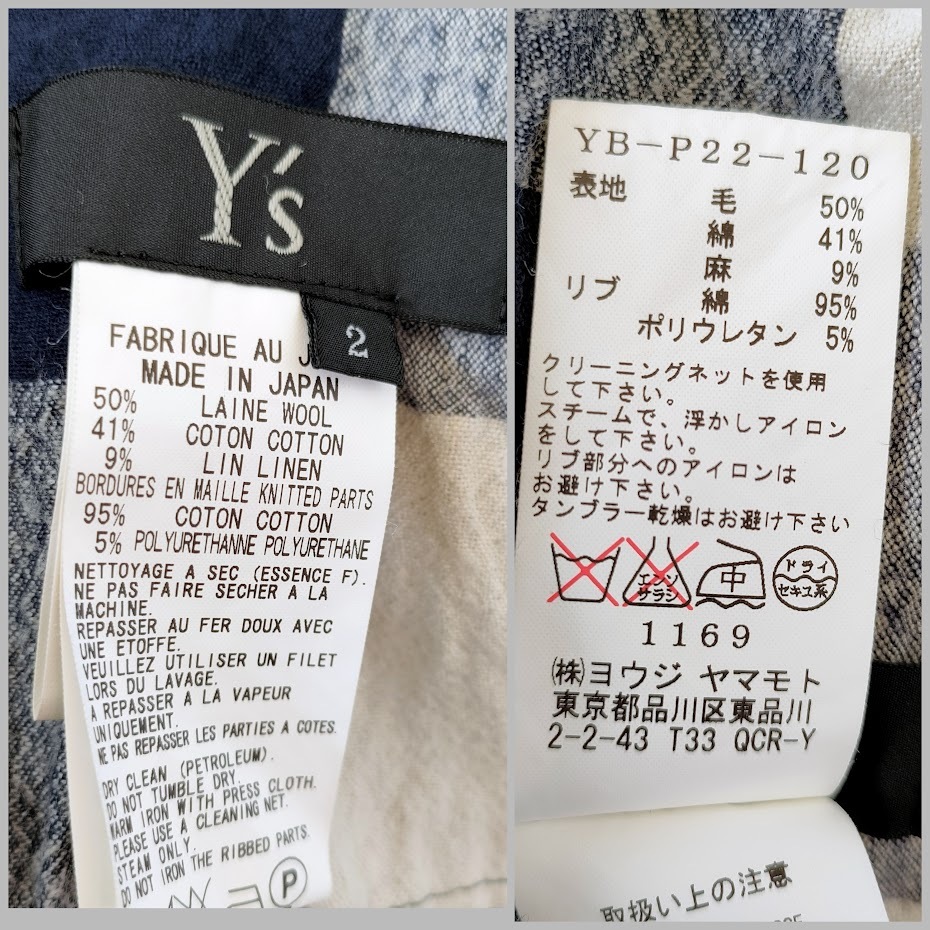 Y's
2
FABRIQUE AU J
MADE IN JAPAN
50% LAINE WOOL
41% COTON COTTON
9% LIN LINEN
BORDURES EN MAILLE KNITTED PARTS
95% COTON COTTON
5% POLYURETHANNE POLYURETHANE
NETTOYAGE A SEC (ESSENCE F).
NE PAS FAIRE SECHER A LA
MACHINE.
REPASSER AU FER DOUX AVEC
UNE ETOFFE.
VEUILLEZ UTILISER UN FILET
LORS DU LAVAGE.
A REPASSER A LA VAPEUR
UNIQUEMENT.
NE PAS REPASSER LES PARTIES A COTES.
DRY CLEAN (PETROLEUM).
DO NOT TUMBLE DRY.
WARM IRON WITH PRESS CLOTH.
PLEASE USE A CLEANING NET.
STEAM ONLY.
DO NOT IRON THE RIBBED PARTS.
P
YB-P22-120
表地 毛 50%
綿 41%
麻 9%
リブ 綿 95%
ポリウレタン 5%
クリーニングネットを使用
して下さい。
スチームで、浮かしアイロン
をして下さい。
リブ部分へのアイロンは
お避け下さい。
タンブラー乾燥はお避け下さい
エンソ
サラシ
中
ドライ
セキユ系
1169
㈱ヨウジ ヤマモト
東京都品川区東品川
2-2-43 T33 QCR-Y
取扱い上の注意